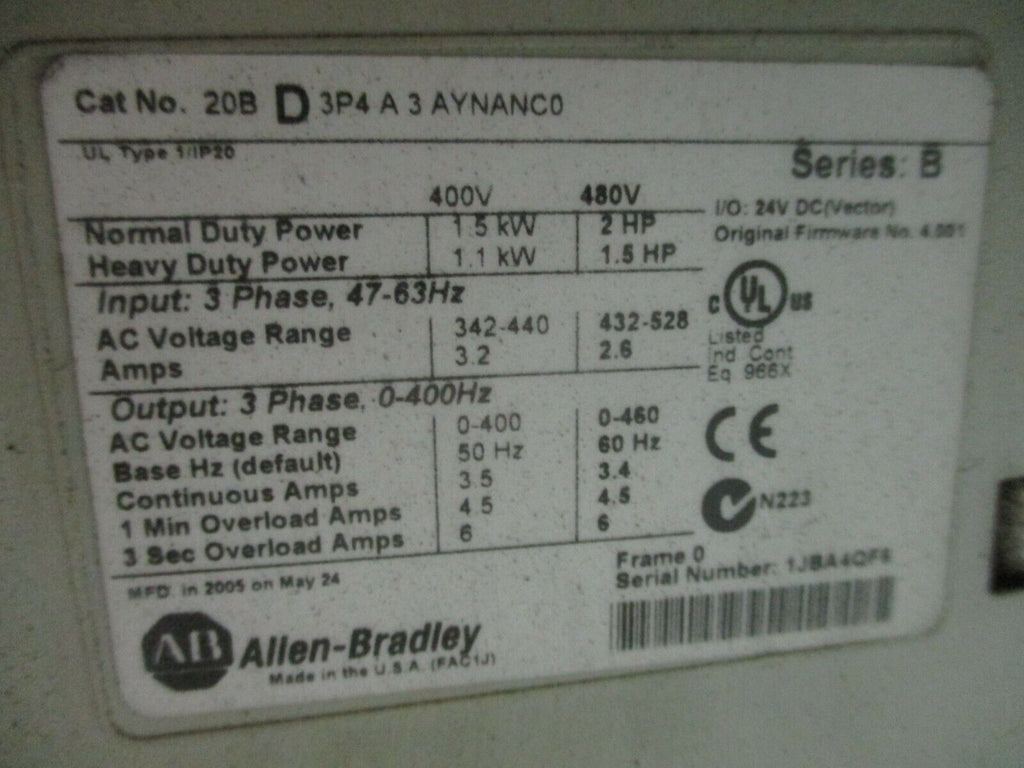 Cat No. 20B D 3P4 A 3 AYNANC0
UL Type 1/IP20
Series: B
400V 480V
I/O: 24V DC(Vector)
Original Firmware No. 4.001
Normal Duty Power 1.5 kW 2 HP
Heavy Duty Power 1.1 kW 1.5 HP
Input: 3 Phase, 47-63Hz
AC Voltage Range 342-440 432-528
Amps 3.2 2.6
C UL US
Listed
Ind Cont
Eq 966X
Output: 3 Phase, 0-400Hz
AC Voltage Range 0-400 0-460
Base Hz (default) 50 Hz 60 Hz
Continuous Amps 3.5 3.4
1 Min Overload Amps 4.5 4.5
3 Sec Overload Amps 6 6
CE
N223
MFD. in 2005 on May 24
Frame 0
Serial Number:
AB Allen-Bradley
Made in the U.S.A. (FAC1J)